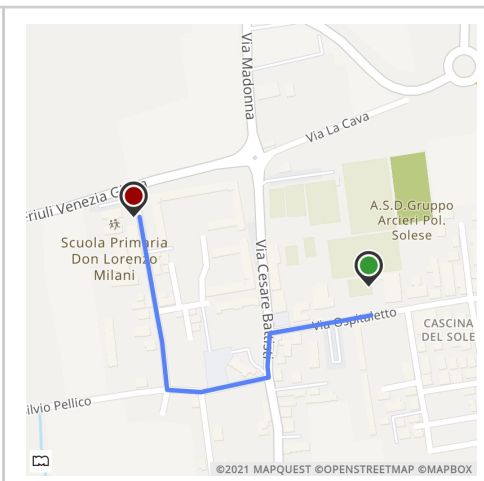 Via Madonna
Via La Cava
Friuli Venezia
A.S.D.Gruppo
Arcieri Pol.
Solese
Scuola Primaria
Don Lorenzo
Milani
Via Cesare Battisti
Via Ospitaletto
CASCINA
DEL SOLE
ilvio Pellico
©2021 MAPQUEST ©OPENSTREETMAP ©MAPBOX